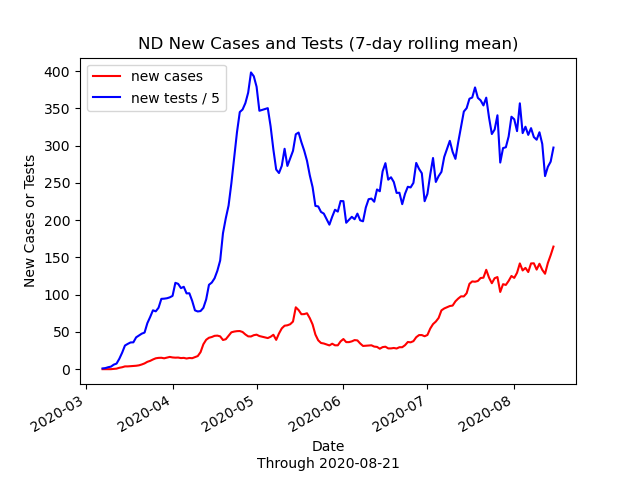 ND New Cases and Tests (7-day rolling mean)
new cases
new tests / 5
New Cases or Tests
400
350
300
250
200
150
100
50
0
2020-03
2020-04
2020-05
2020-06
2020-07
2020-08
Date
Through 2020-08-21